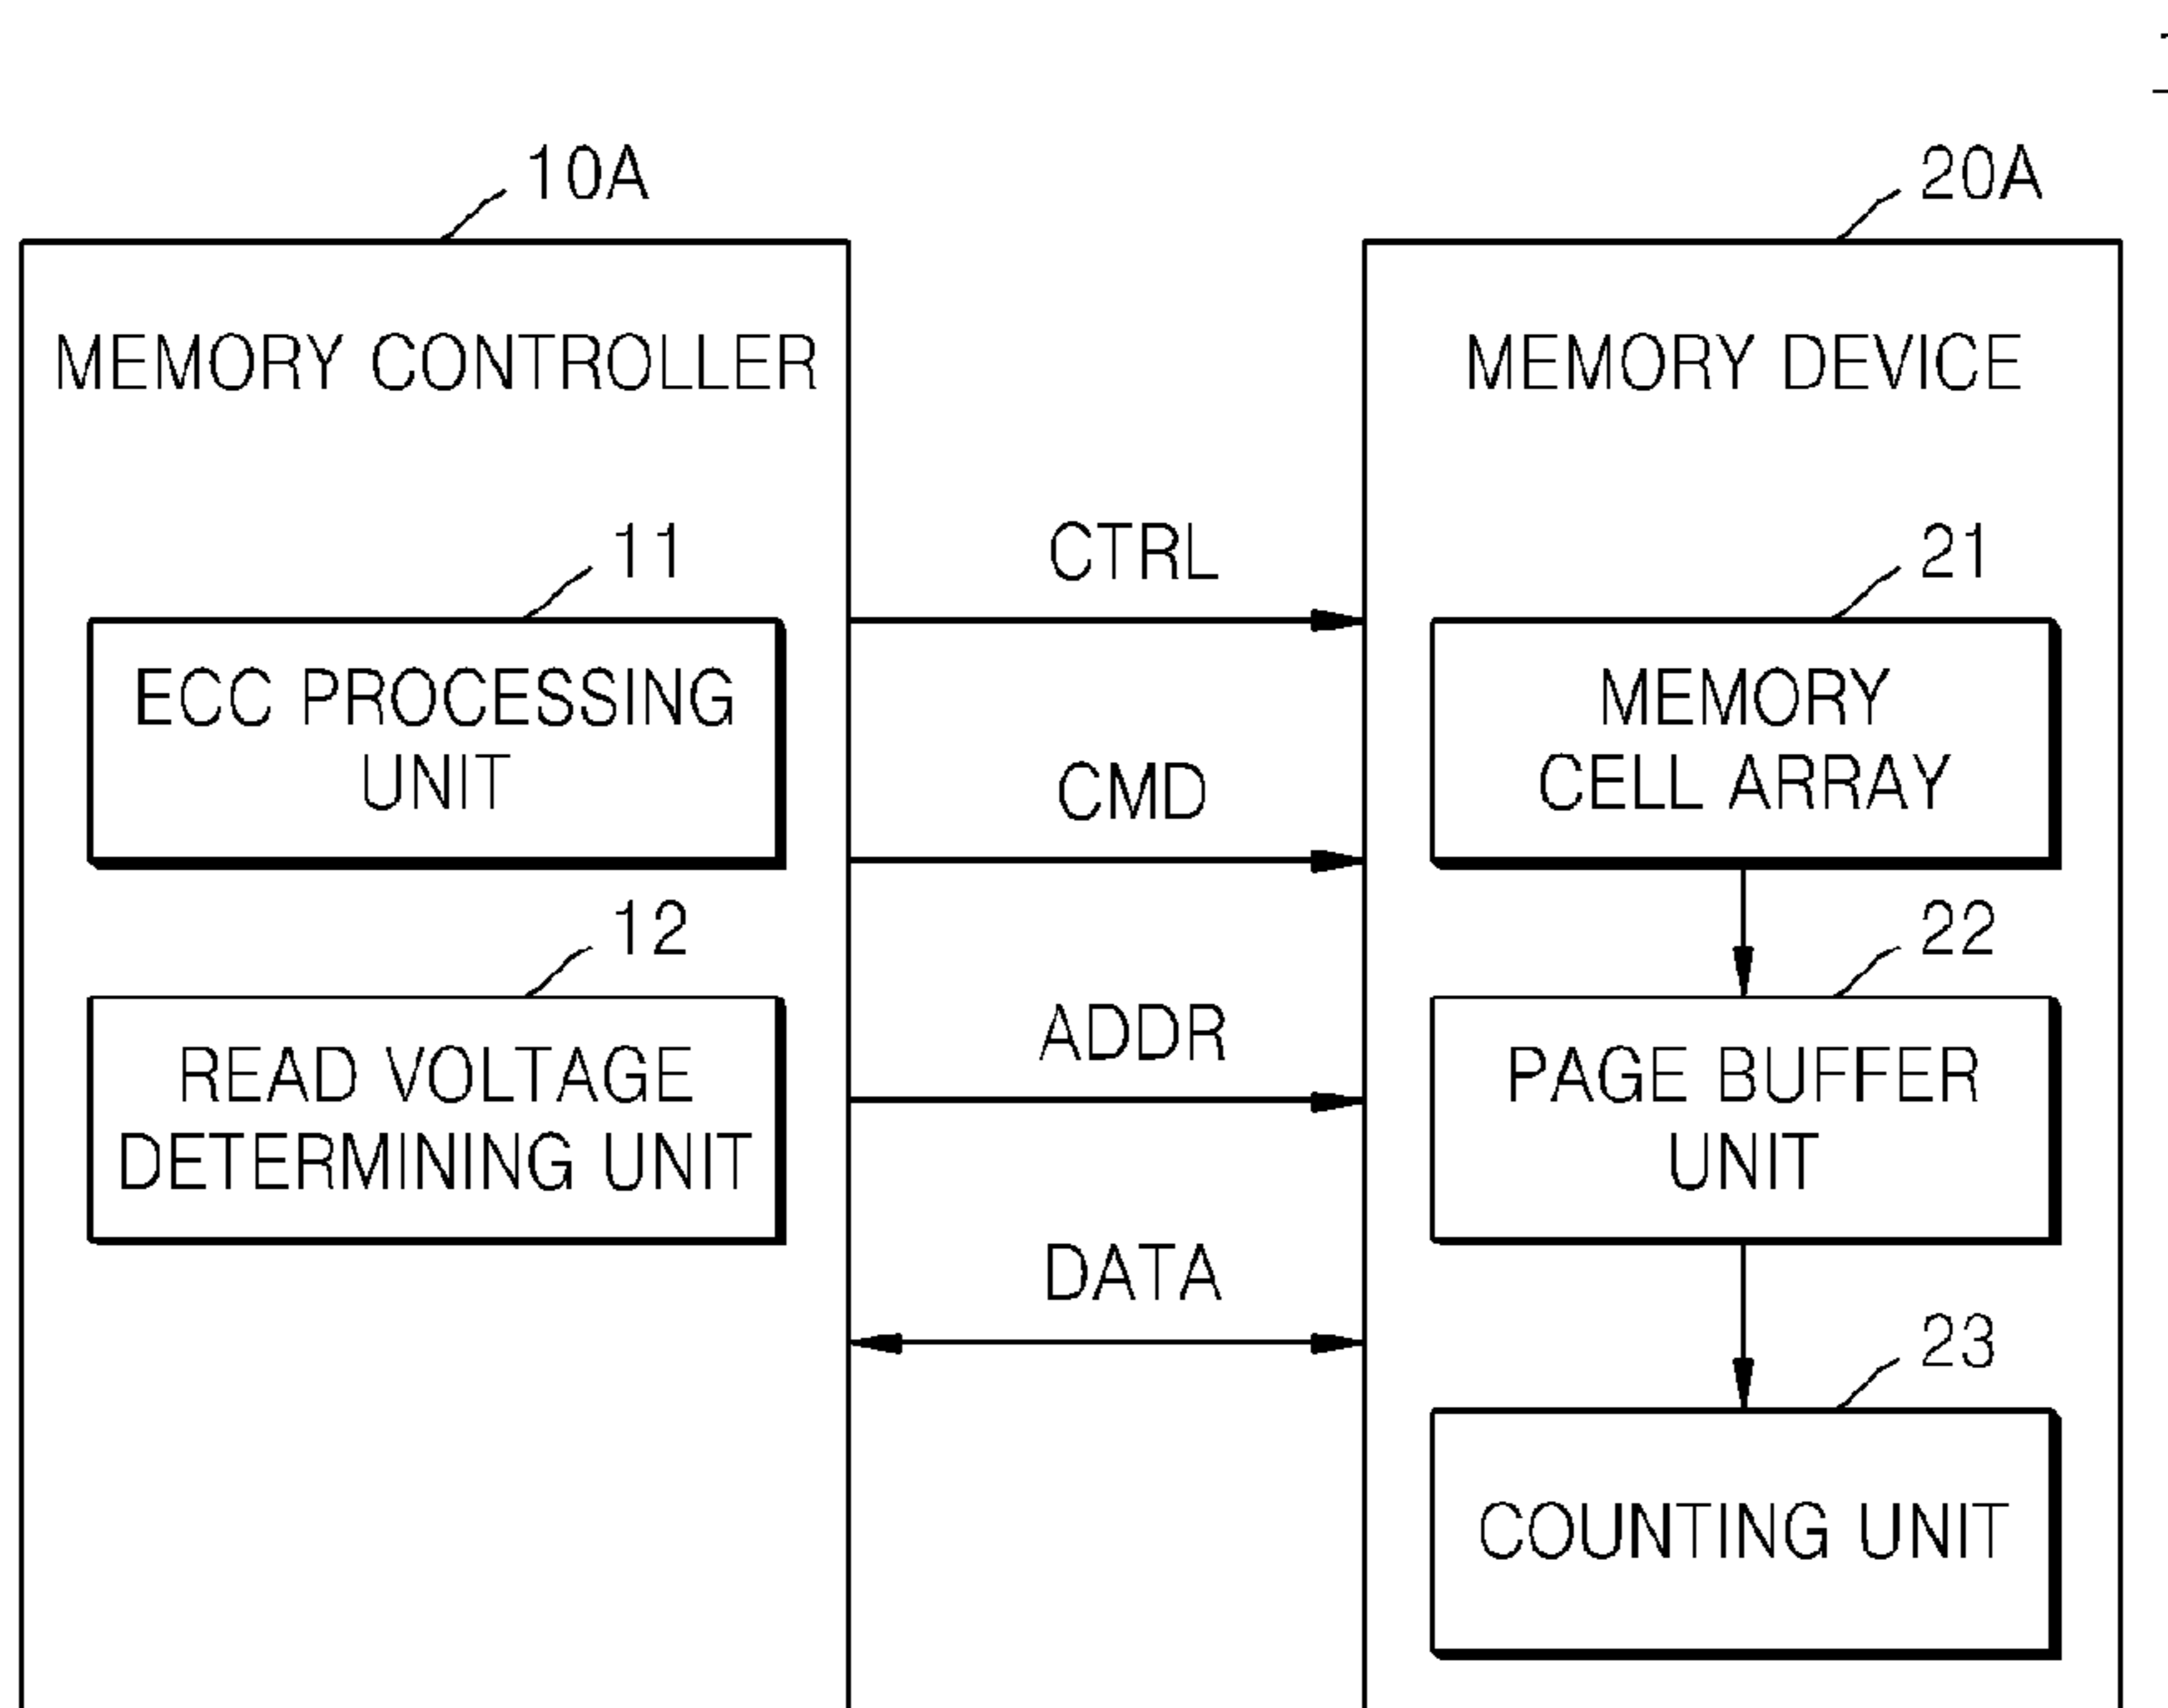 10A
20A
MEMORY CONTROLLER
MEMORY DEVICE
11
CTRL
21
ECC PROCESSING
UNIT
MEMORY
CELL ARRAY
CMD
12
22
ADDR
READ VOLTAGE
DETERMINING UNIT
PAGE BUFFER
UNIT
DATA
23
COUNTING UNIT